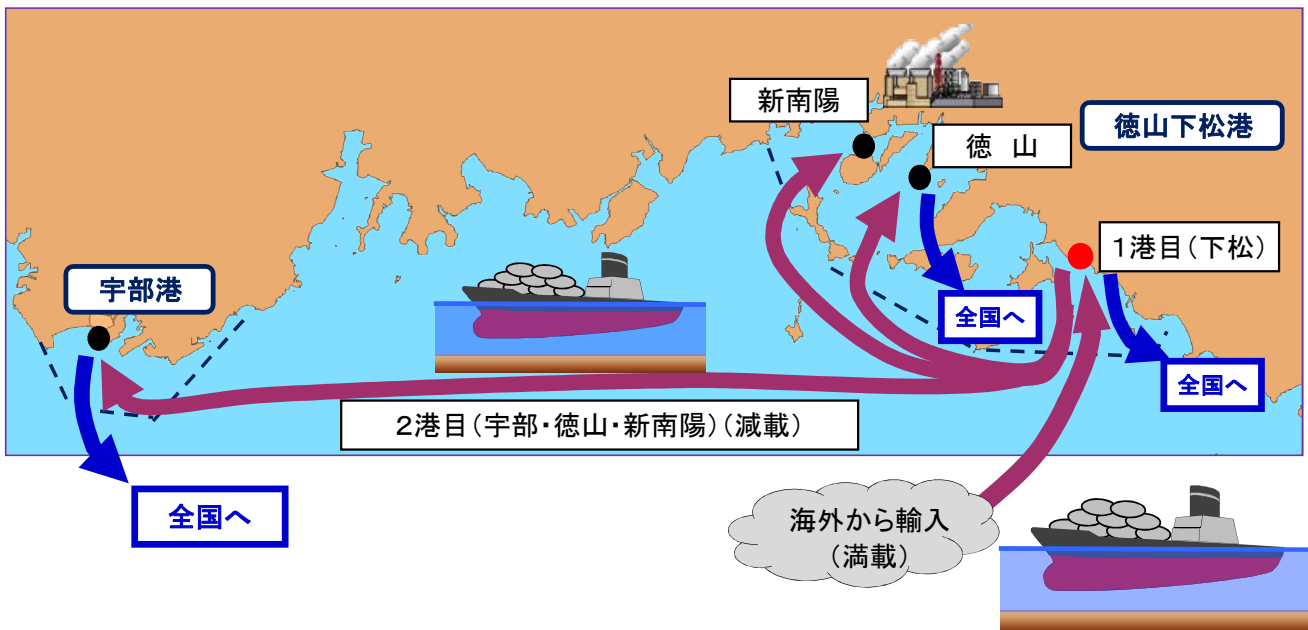 新南陽
徳山下松港
徳 山
1港目(下松)
宇部港
全国へ
全国へ
2港目(宇部・徳山・新南陽)(減載)
全国へ
海外から輸入
(満載)